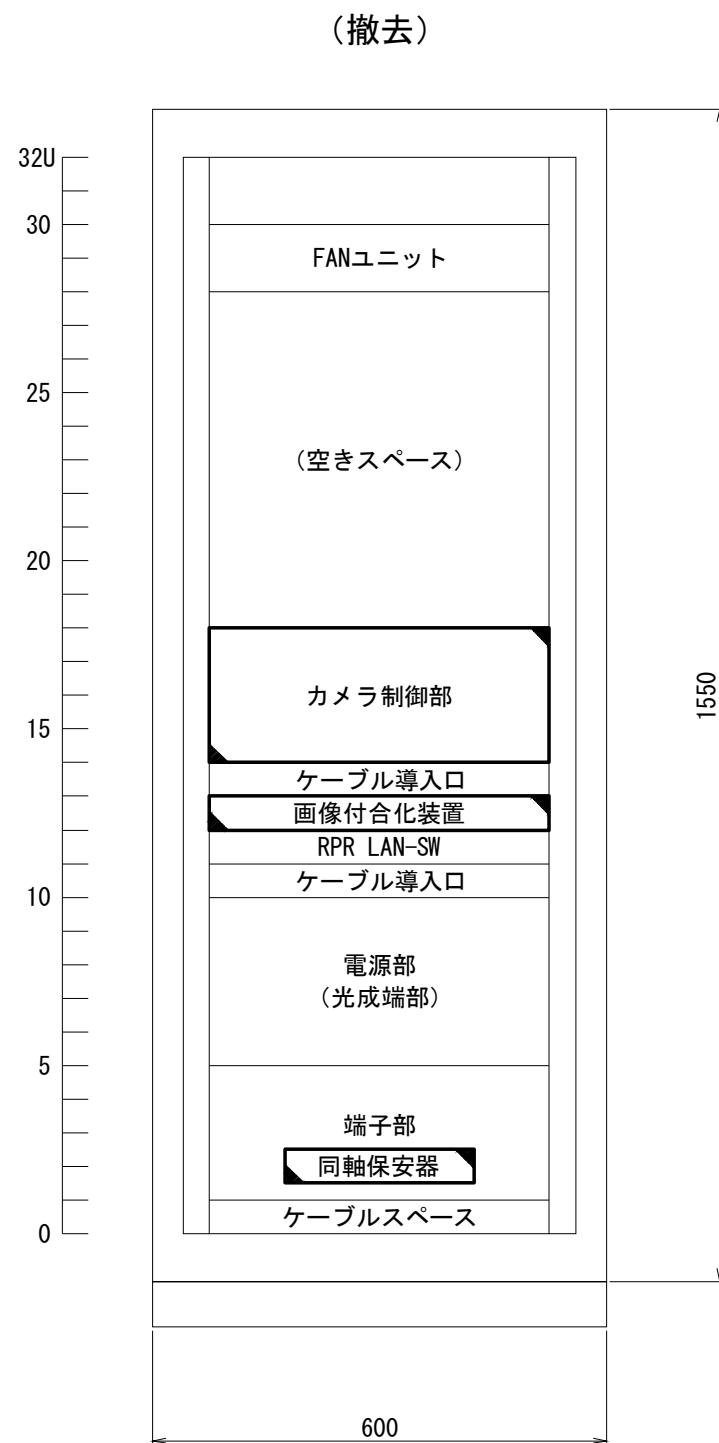 （撤去）
32U
30
FANユニット
25
（空きスペース）
20
カメラ制御部
1550
15
ケーブル導入口
画像付合化装置
RPR LAN-SW
ケーブル導入口
10
電源部
（光成端部）
5
端子部
同軸保安器
ケーブルスペース
0
600